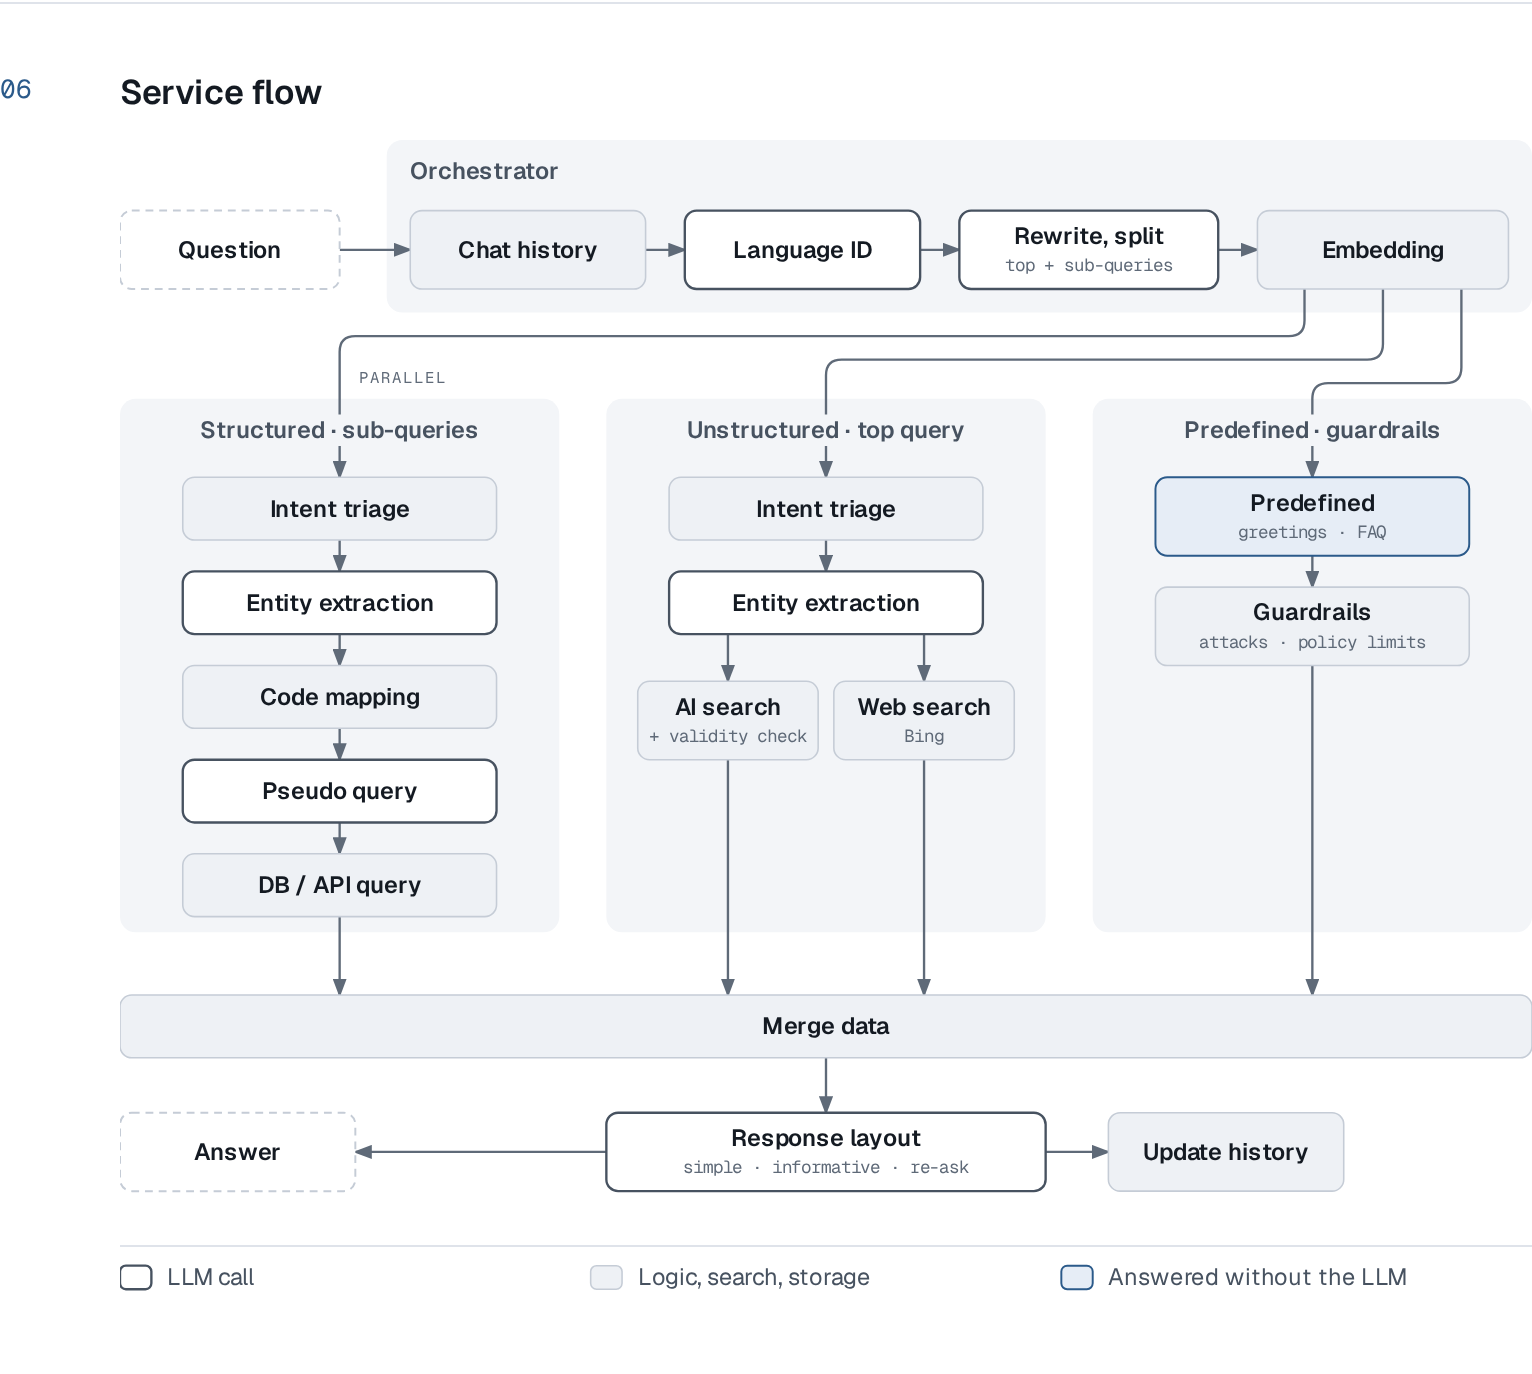 06
Service flow
Orchestrator
Question
Chat history
Language ID
Rewrite, split
top + sub-queries
Embedding
PARALLEL
Structured · sub-queries
Intent triage
Entity extraction
Code mapping
Pseudo query
DB / API query
Unstructured · top query
Intent triage
Entity extraction
AI search
+ validity check
Web search
Bing
Predefined · guardrails
Predefined
greetings · FAQ
Guardrails
attacks · policy limits
Merge data
Answer
Response layout
simple · informative · re-ask
Update history
LLM call
Logic, search, storage
Answered without the LLM